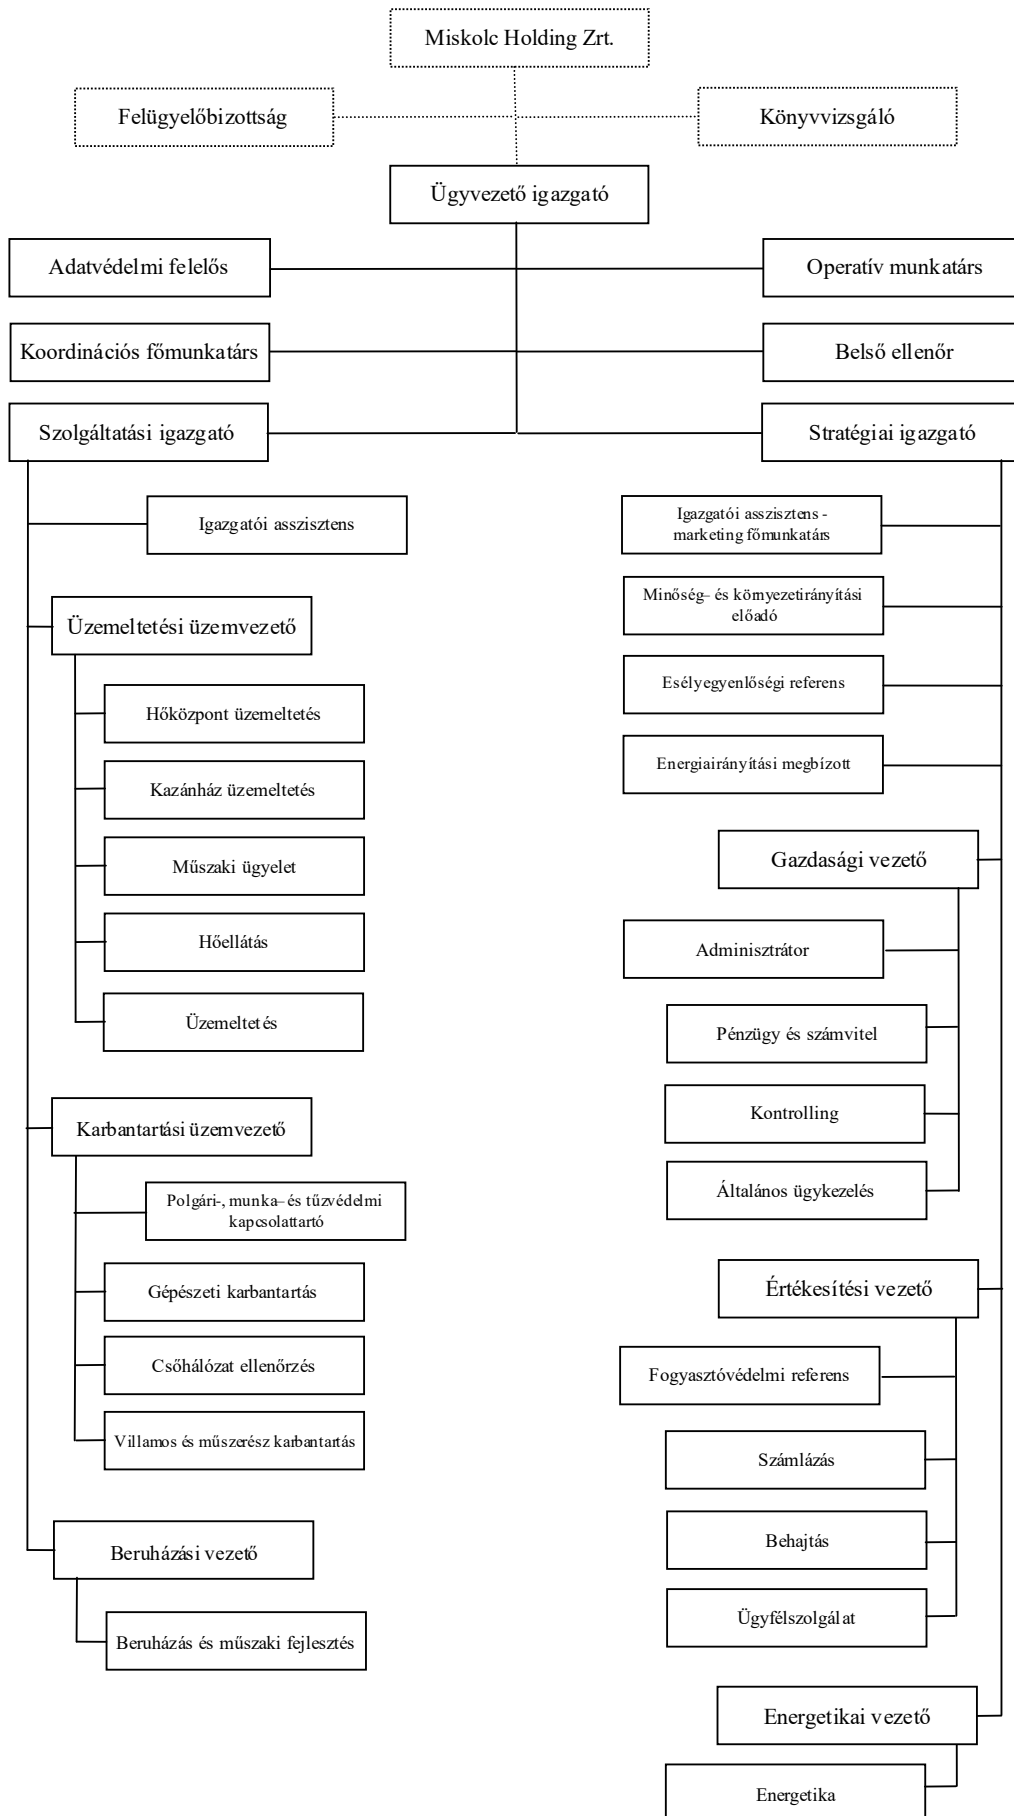 Miskolc Holding Zrt.
Felügyelőbizottság
Könyvvizsgáló
Ügyvezető igazgató
Adatvédelmi felelős
Operatív munkatárs
Koordinációs főmunkatárs
Belső ellenőr
Szolgáltatási igazgató
Stratégiai igazgató
Igazgatói asszisztens
Üzemeltetési üzemvezető
Hőközpont üzemeltetés
Kazánház üzemeltetés
Műszaki ügyelet
Hőellátás
Üzemeltetés
Karbantartási üzemvezető
Polgári-, munka– és tűzvédelmi
kapcsolattartó
Gépészeti karbantartás
Csőhálózat ellenőrzés
Villamos és műszerész karbantartás
Beruházási vezető
Beruházás és műszaki fejlesztés
Igazgatói asszisztens -
marketing főmunkatárs
Minőség– és környezetirányítási
előadó
Esélyegyenlőségi referens
Energiairányítási megbízott
Gazdasági vezető
Adminisztrátor
Pénzügy és számvitel
Kontrolling
Általános ügykezelés
Értékesítési vezető
Fogyasztóvédelmi referens
Számlázás
Behajtás
Ügyfélszolgálat
Energetikai vezető
Energetika